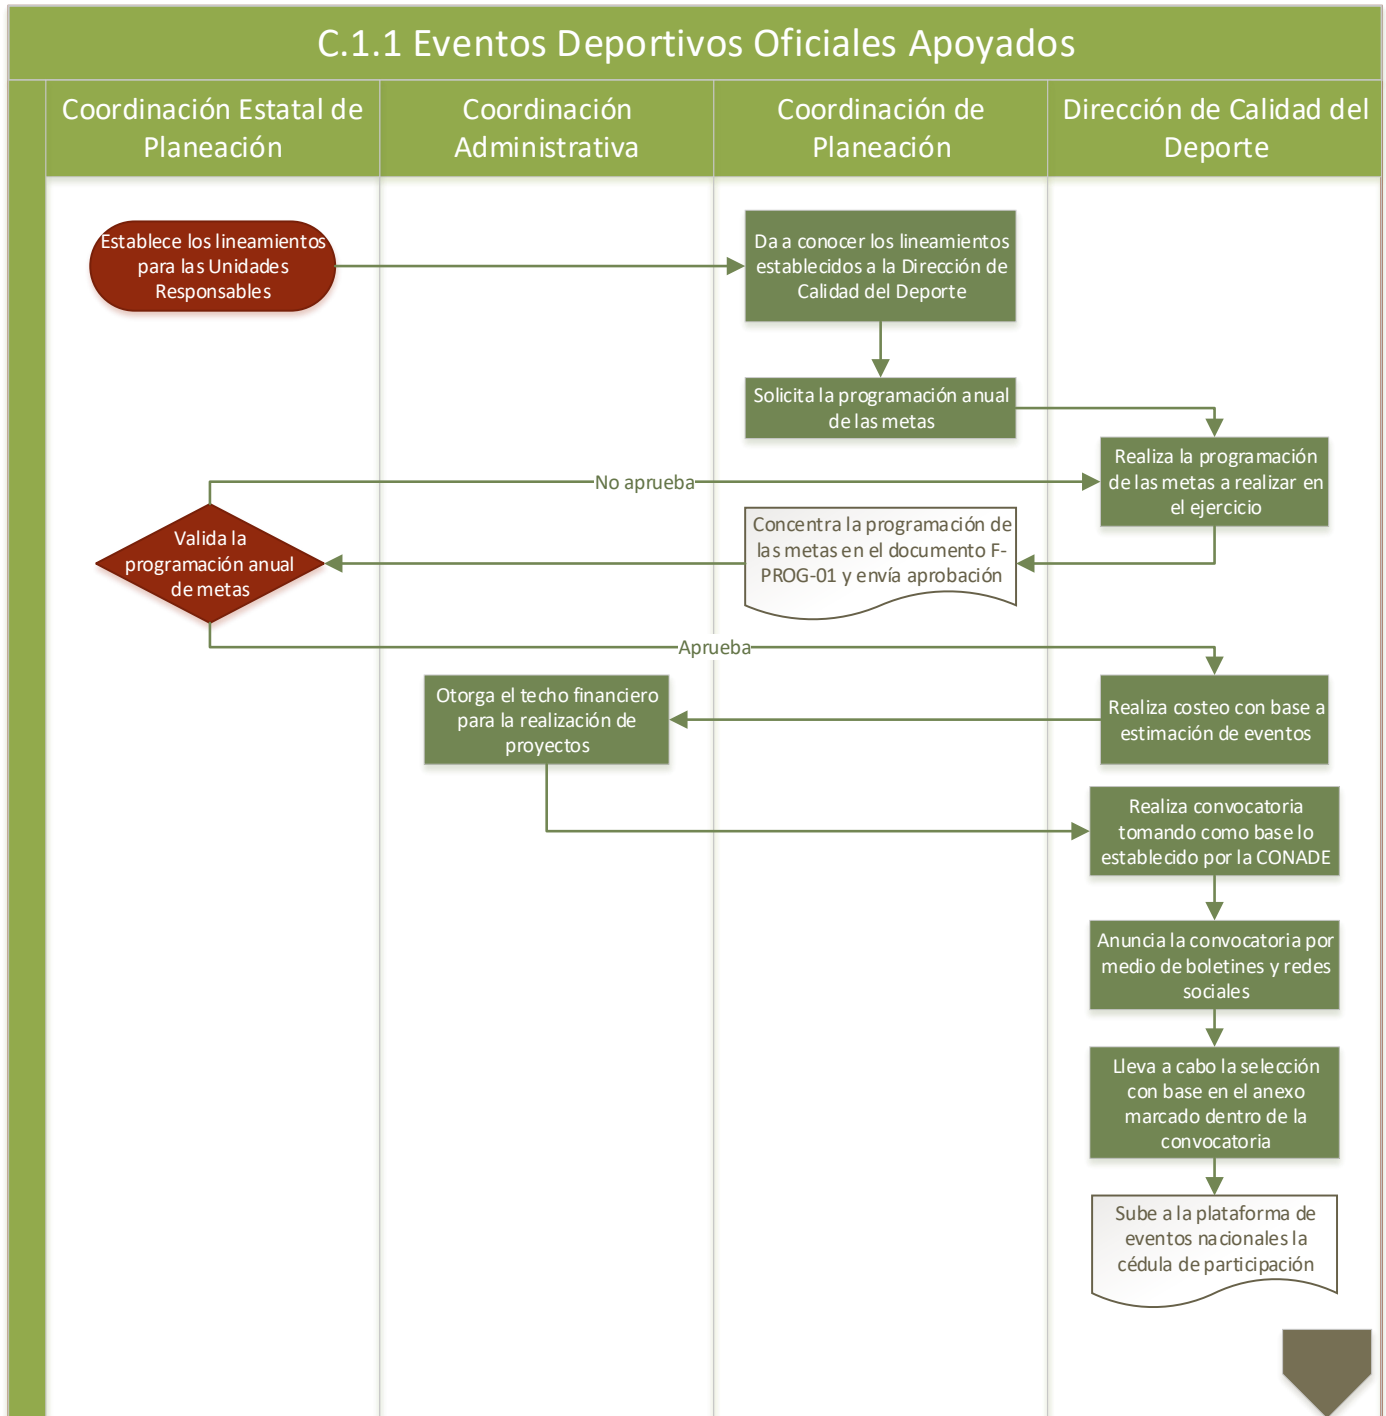 C.1.1 Eventos Deportivos Oficiales Apoyados
Coordinación Estatal de
Planeación
Coordinación
Administrativa
Coordinación de
Planeación
Dirección de Calidad del
Deporte
Establece los lineamientos
para las Unidades
Responsables
Da a conocer los lineamientos
establecidos a la Dirección de
Calidad del Deporte
Solicita la programación anual
de las metas
Realiza la programación
de las metas a realizar en
el ejercicio
No aprueba
Concentra la programación de
las metas en el documento F-
PROG-01 y envía aprobación
Valida la
programación anual
de metas
Aprueba
Realiza costeo con base a
estimación de eventos
Otorga el techo financiero
para la realización de
proyectos
Realiza convocatoria
tomando como base lo
establecido por la CONADE
Anuncia la convocatoria por
medio de boletines y redes
sociales
Lleva a cabo la selección
con base en el anexo
marcado dentro de la
convocatoria
Sube a la plataforma de
eventos nacionales la
cédula de participación